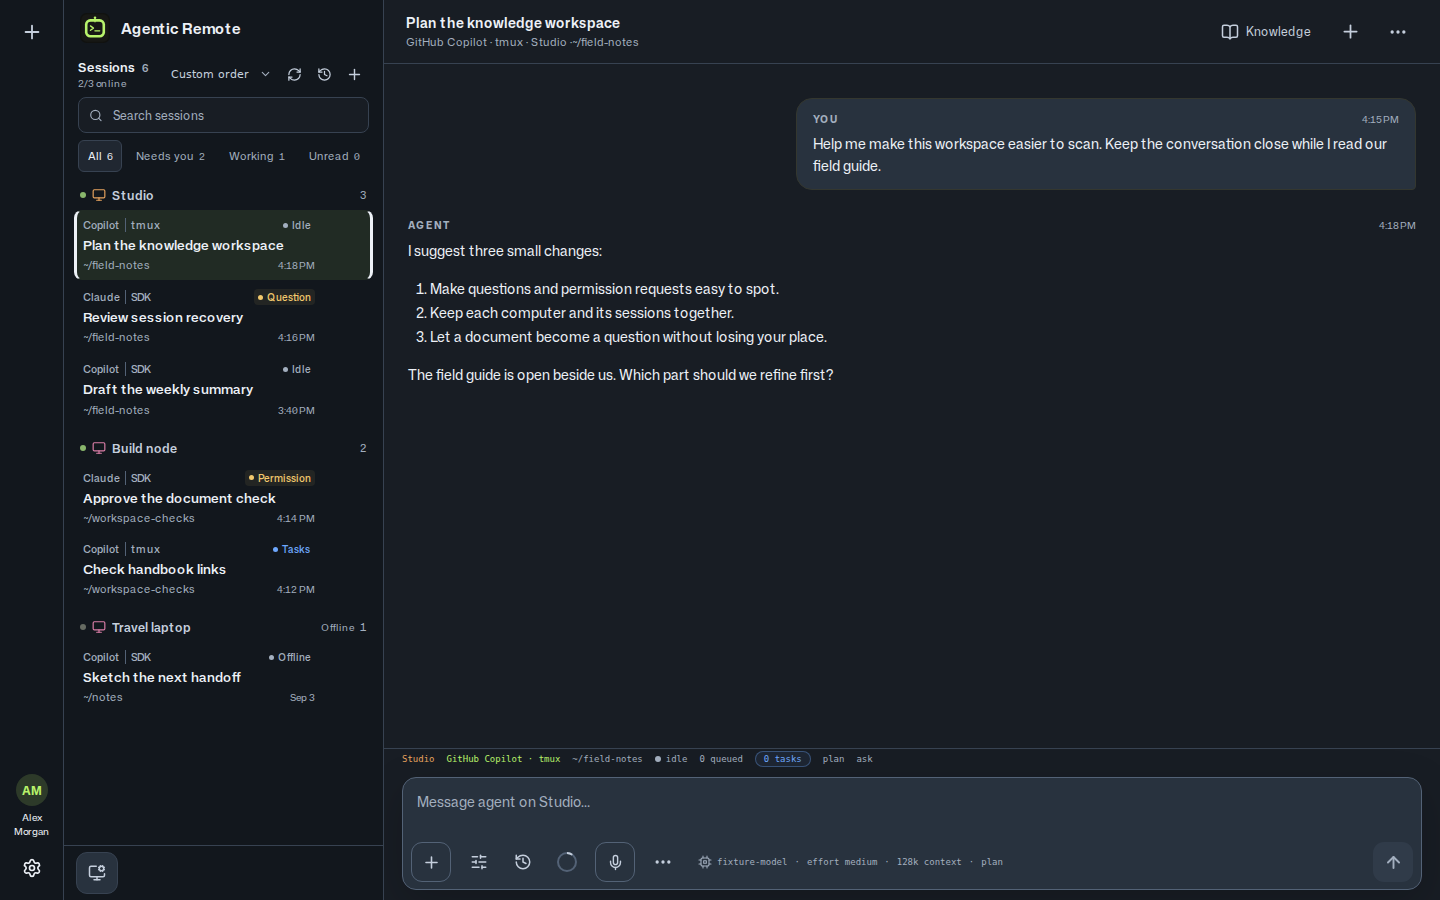 Agentic Remote
Sessions 6
2/3 online
Custom order
Search sessions
All 6
Needs you 2
Working 1
Unread 0
Studio 3
Copilot | tmux Idle
Plan the knowledge workspace
~/field-notes 4:18 PM
Claude | SDK Question
Review session recovery
~/field-notes 4:16 PM
Copilot | SDK Idle
Draft the weekly summary
~/field-notes 3:40 PM
Build node 2
Claude | SDK Permission
Approve the document check
~/workspace-checks 4:14 PM
Copilot | tmux Tasks
Check handbook links
~/workspace-checks 4:12 PM
Travel laptop Offline 1
Copilot | SDK Offline
Sketch the next handoff
~/notes Sep 3
AM
Alex
Morgan
Plan the knowledge workspace
GitHub Copilot · tmux · Studio · ~/field-notes
Knowledge
YOU 4:15 PM
Help me make this workspace easier to scan. Keep the conversation close while I read our
field guide.
AGENT 4:18 PM
I suggest three small changes:
1. Make questions and permission requests easy to spot.
2. Keep each computer and its sessions together.
3. Let a document become a question without losing your place.
The field guide is open beside us. Which part should we refine first?
Studio GitHub Copilot · tmux ~/field-notes idle 0 queued 0 tasks plan ask
Message agent on Studio...
fixture-model · effort medium · 128k context · plan